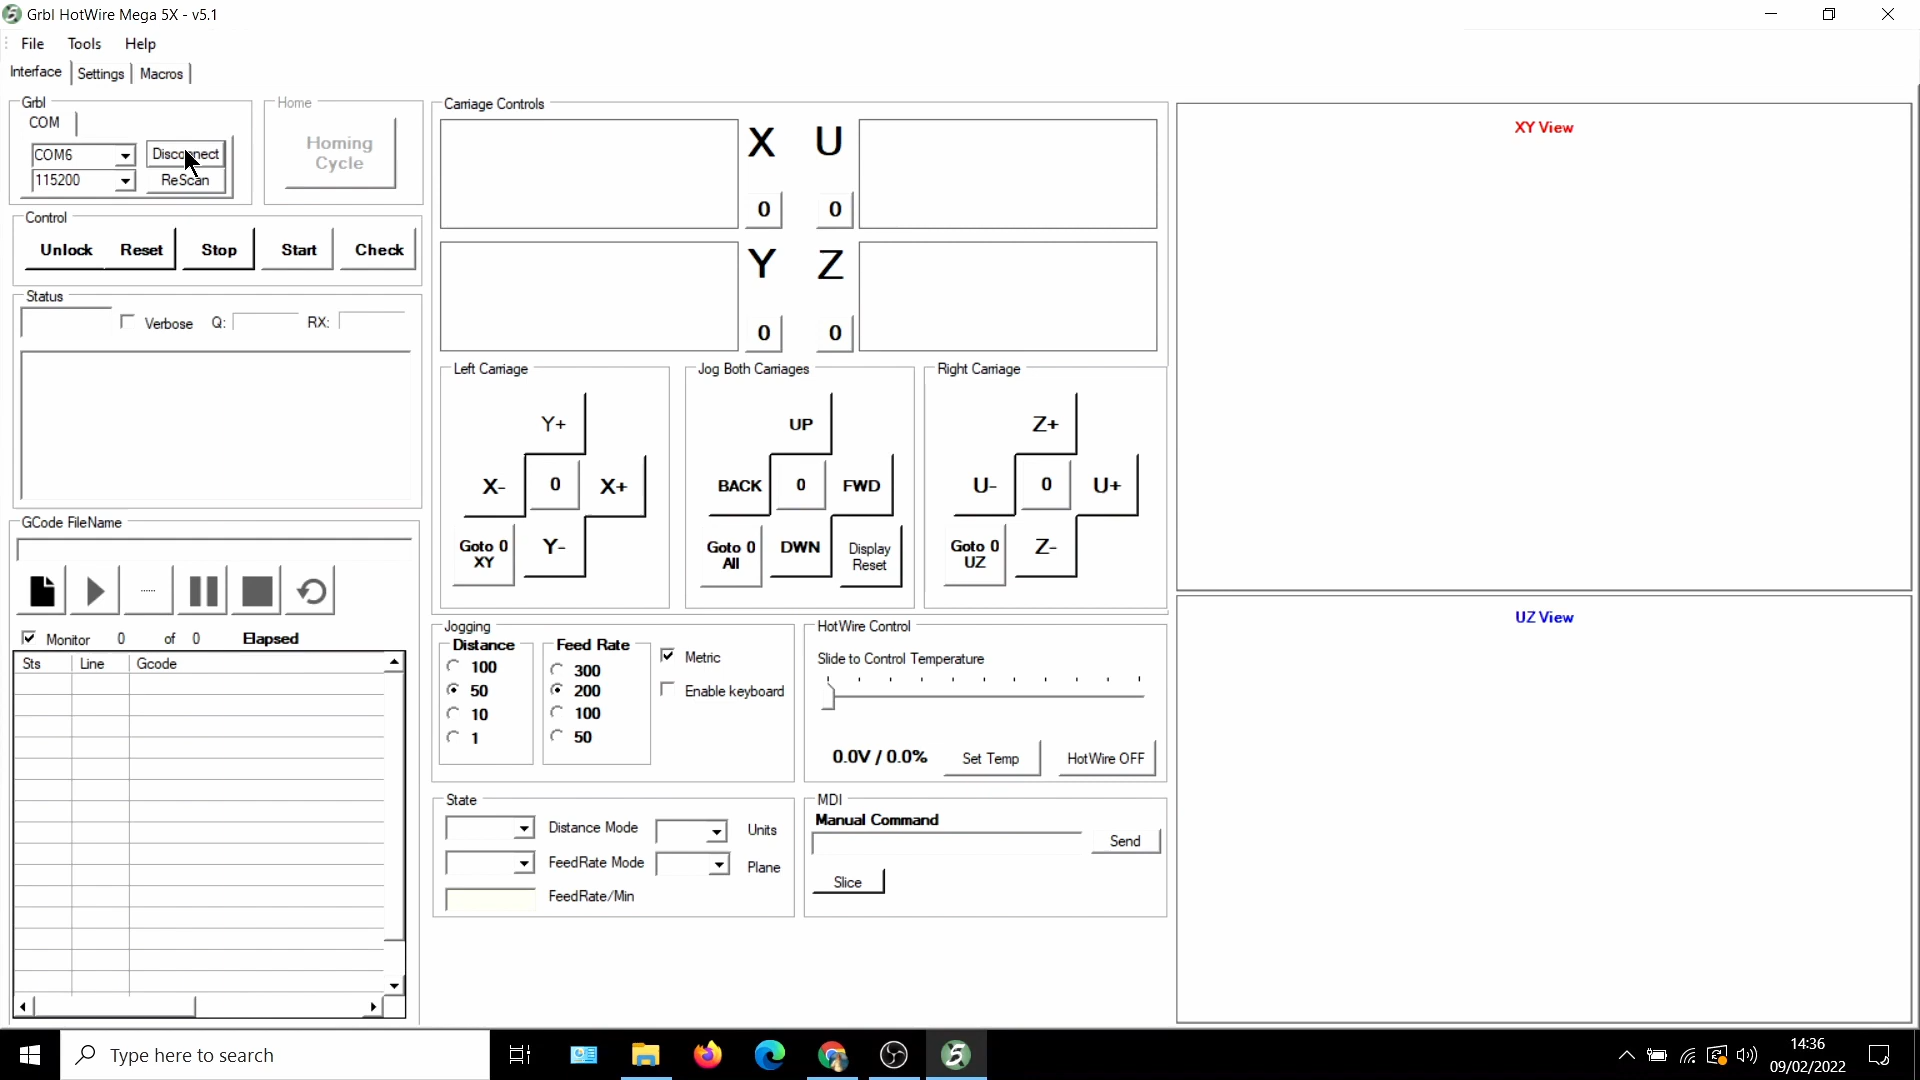 Grbl HotWire Mega 5X - v5.1
File Tools Help
Interface Settings Macros
Grbl
COM
COM6
Disconnect
115200
ReScan
Home
Homing
Cycle
Control
Unlock Reset Stop Start Check
Status
Verbose Q: RX:
GCode FileName
......
Monitor 0 of 0 Elapsed
Sts Line Gcode
Carriage Controls
X U
0 0
Y Z
0 0
Left Carriage
Y+
X- 0 X+
Goto 0
XY
Y-
Jog Both Carriages
UP
BACK 0 FWD
Goto 0
All
DWN
Display
Reset
Right Carriage
Z+
U- 0 U+
Goto 0
UZ
Z-
Jogging
Distance
100
50
10
1
Feed Rate
300
200
100
50
Metric
Enable keyboard
HotWire Control
Slide to Control Temperature
0.0V / 0.0% Set Temp HotWire OFF
State
Distance Mode Units
FeedRate Mode Plane
FeedRate/Min
MDI
Manual Command
Send
Slice
XY View
UZ View
Type here to search
5
14:36
09/02/2022